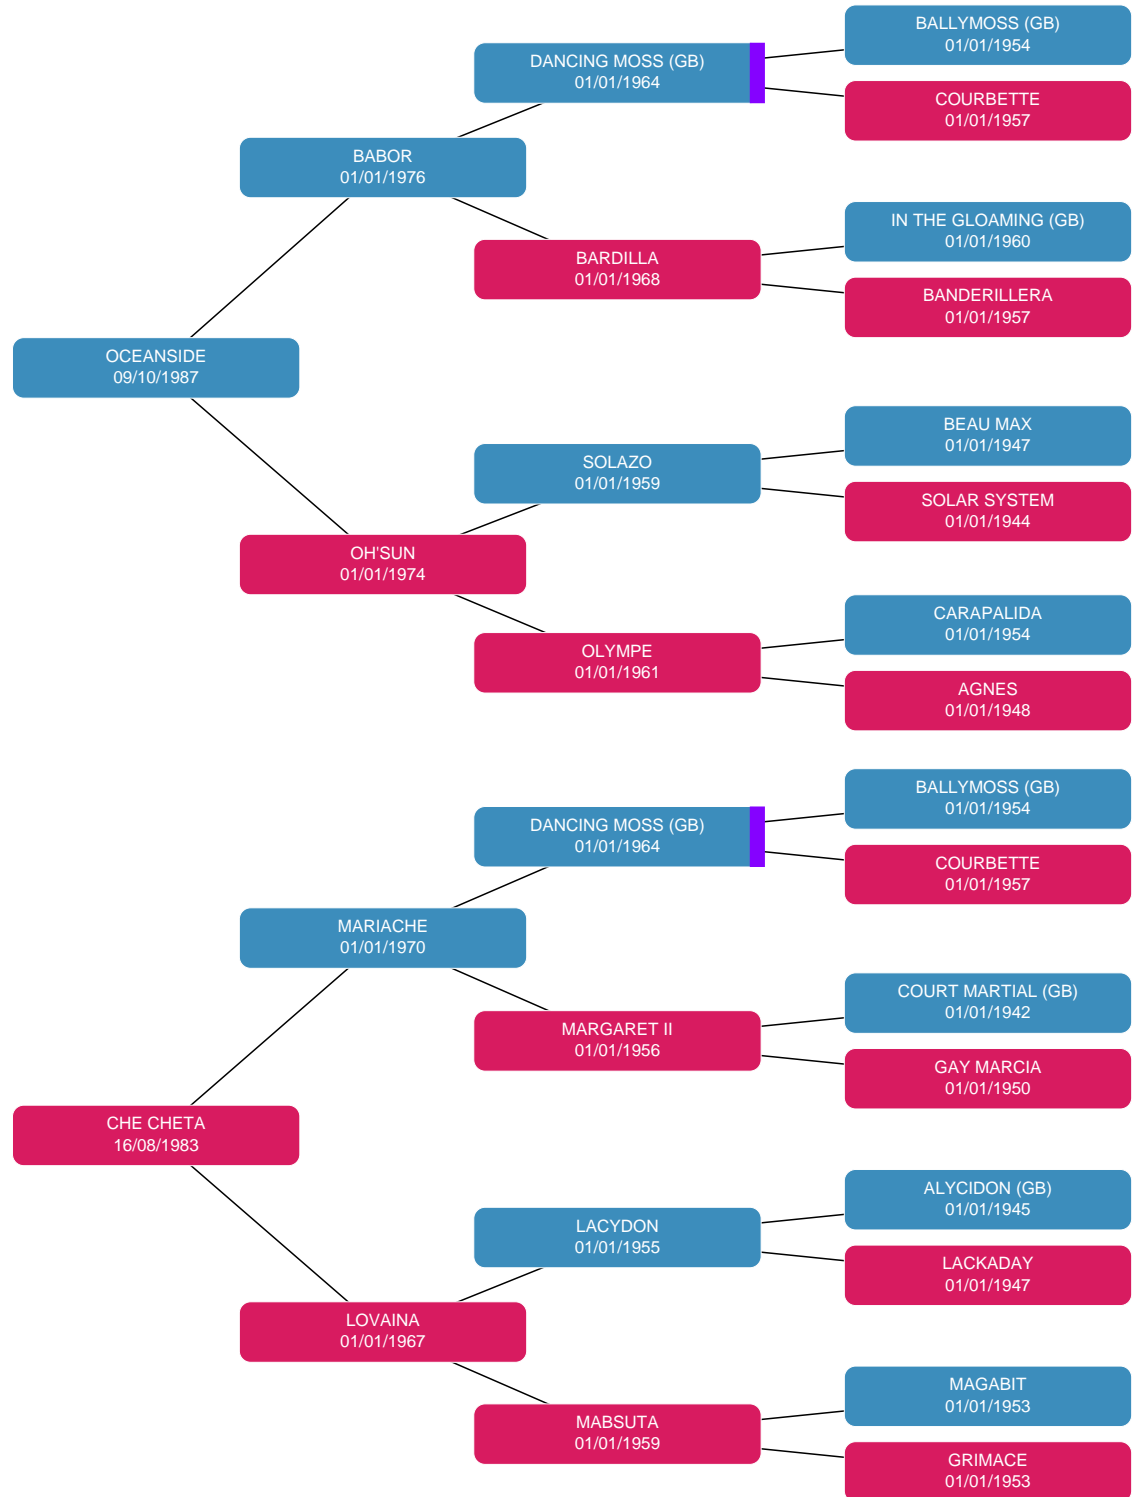 BALLYMOSS (GB)
01/01/1954
DANCING MOSS (GB)
01/01/1964
COURBETTE
01/01/1957
BABOR
01/01/1976
IN THE GLOAMING (GB)
01/01/1960
BARDILLA
01/01/1968
BANDERILLERA
01/01/1957
OCEANSIDE
09/10/1987
BEAU MAX
01/01/1947
SOLAZO
01/01/1959
SOLAR SYSTEM
01/01/1944
OH'SUN
01/01/1974
CARAPALIDA
01/01/1954
OLYMPE
01/01/1961
AGNES
01/01/1948
BALLYMOSS (GB)
01/01/1954
DANCING MOSS (GB)
01/01/1964
COURBETTE
01/01/1957
MARIACHE
01/01/1970
COURT MARTIAL (GB)
01/01/1942
MARGARET II
01/01/1956
GAY MARCIA
01/01/1950
CHE CHETA
16/08/1983
ALYCIDON (GB)
01/01/1945
LACYDON
01/01/1955
LACKADAY
01/01/1947
LOVAINA
01/01/1967
MAGABIT
01/01/1953
MABSUTA
01/01/1959
GRIMACE
01/01/1953